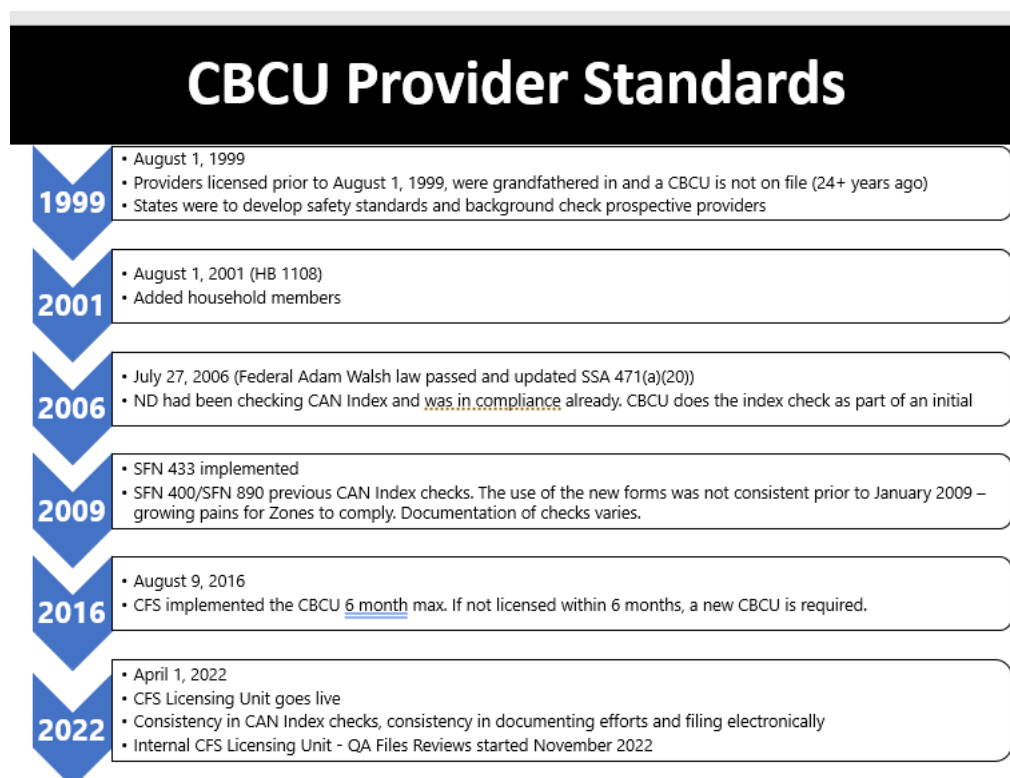 CBCU Provider Standards
1999
• August 1, 1999
• Providers licensed prior to August 1, 1999, were grandfathered in and a CBCU is not on file (24+ years ago)
• States were to develop safety standards and background check prospective providers
2001
• August 1, 2001 (HB 1108)
• Added household members
2006
• July 27, 2006 (Federal Adam Walsh law passed and updated SSA 471(a)(20))
• ND had been checking CAN Index and was in compliance already. CBCU does the index check as part of an initial
2009
• SFN 433 implemented
• SFN 400/SFN 890 previous CAN Index checks. The use of the new forms was not consistent prior to January 2009 –
growing pains for Zones to comply. Documentation of checks varies.
2016
• August 9, 2016
• CFS implemented the CBCU 6 month max. If not licensed within 6 months, a new CBCU is required.
2022
• April 1, 2022
• CFS Licensing Unit goes live
• Consistency in CAN Index checks, consistency in documenting efforts and filing electronically
• Internal CFS Licensing Unit - QA Files Reviews started November 2022